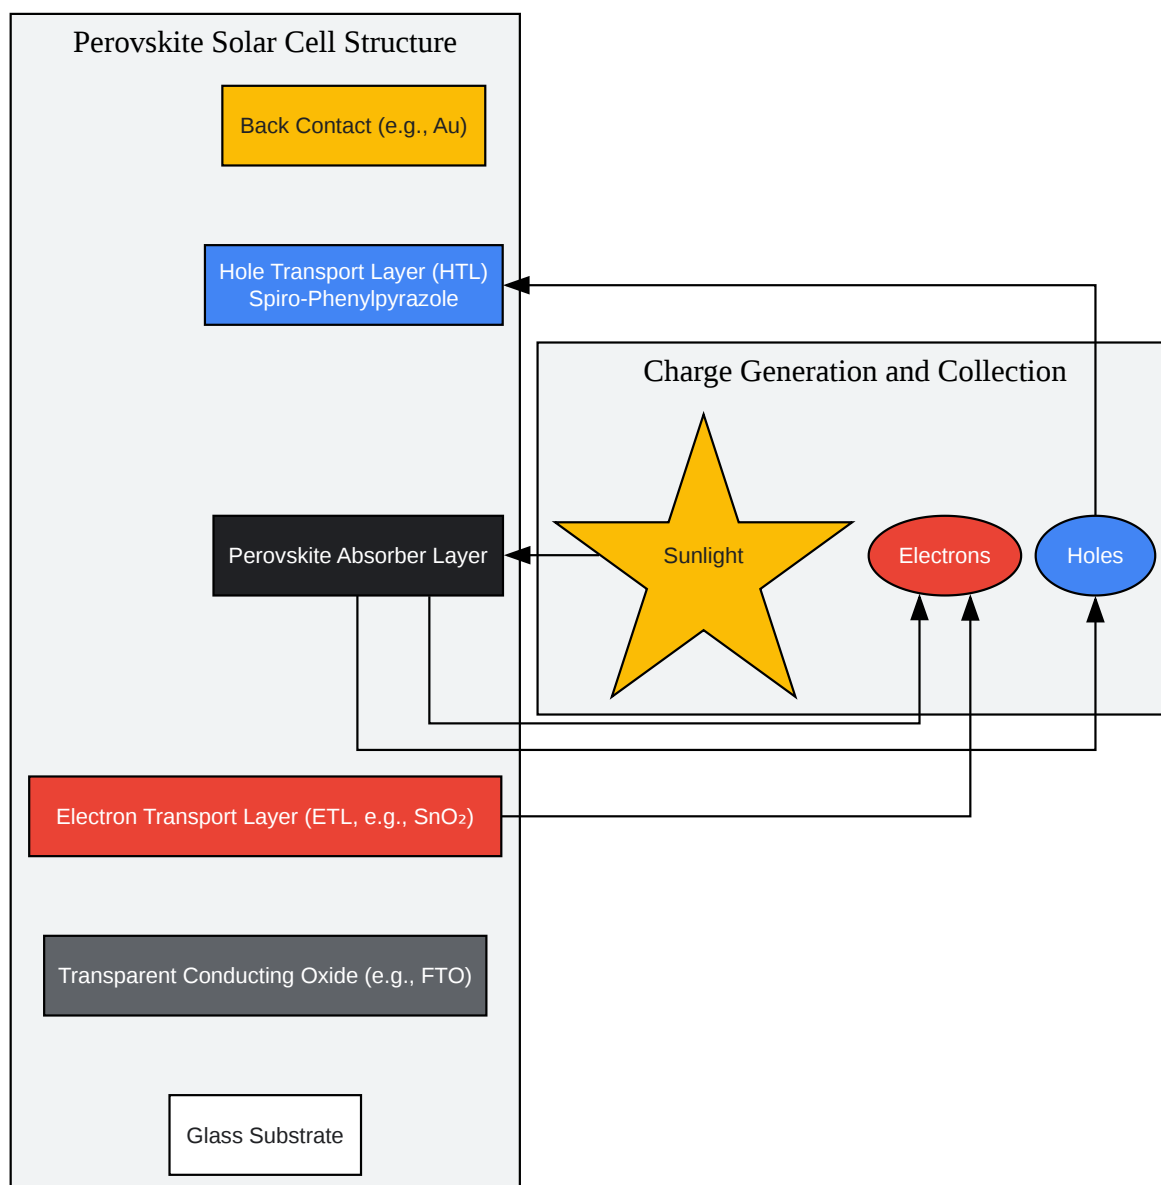 Perovskite Solar Cell Structure
Back Contact (e.g., Au)
Hole Transport Layer (HTL)
Spiro-Phenylpyrazole
Charge Generation and Collection
Perovskite Absorber Layer
Sunlight
Electrons
Holes
Electron Transport Layer (ETL, e.g., SnO₂)
Transparent Conducting Oxide (e.g., FTO)
Glass Substrate